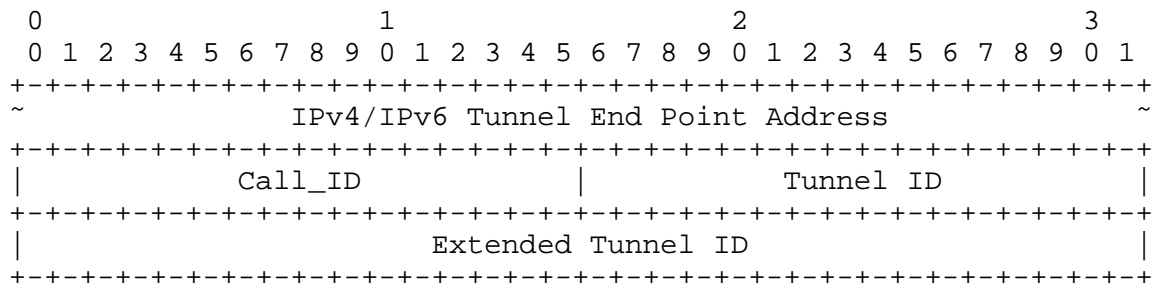 0                   1                   2                   3
 0 1 2 3 4 5 6 7 8 9 0 1 2 3 4 5 6 7 8 9 0 1 2 3 4 5 6 7 8 9 0 1
+-+-+-+-+-+-+-+-+-+-+-+-+-+-+-+-+-+-+-+-+-+-+-+-+-+-+-+-+-+-+-+-+
~               IPv4/IPv6 Tunnel End Point Address              ~
+-+-+-+-+-+-+-+-+-+-+-+-+-+-+-+-+-+-+-+-+-+-+-+-+-+-+-+-+-+-+-+-+
|            Call_ID            |           Tunnel ID           |
+-+-+-+-+-+-+-+-+-+-+-+-+-+-+-+-+-+-+-+-+-+-+-+-+-+-+-+-+-+-+-+-+
|                       Extended Tunnel ID                      |
+-+-+-+-+-+-+-+-+-+-+-+-+-+-+-+-+-+-+-+-+-+-+-+-+-+-+-+-+-+-+-+-+